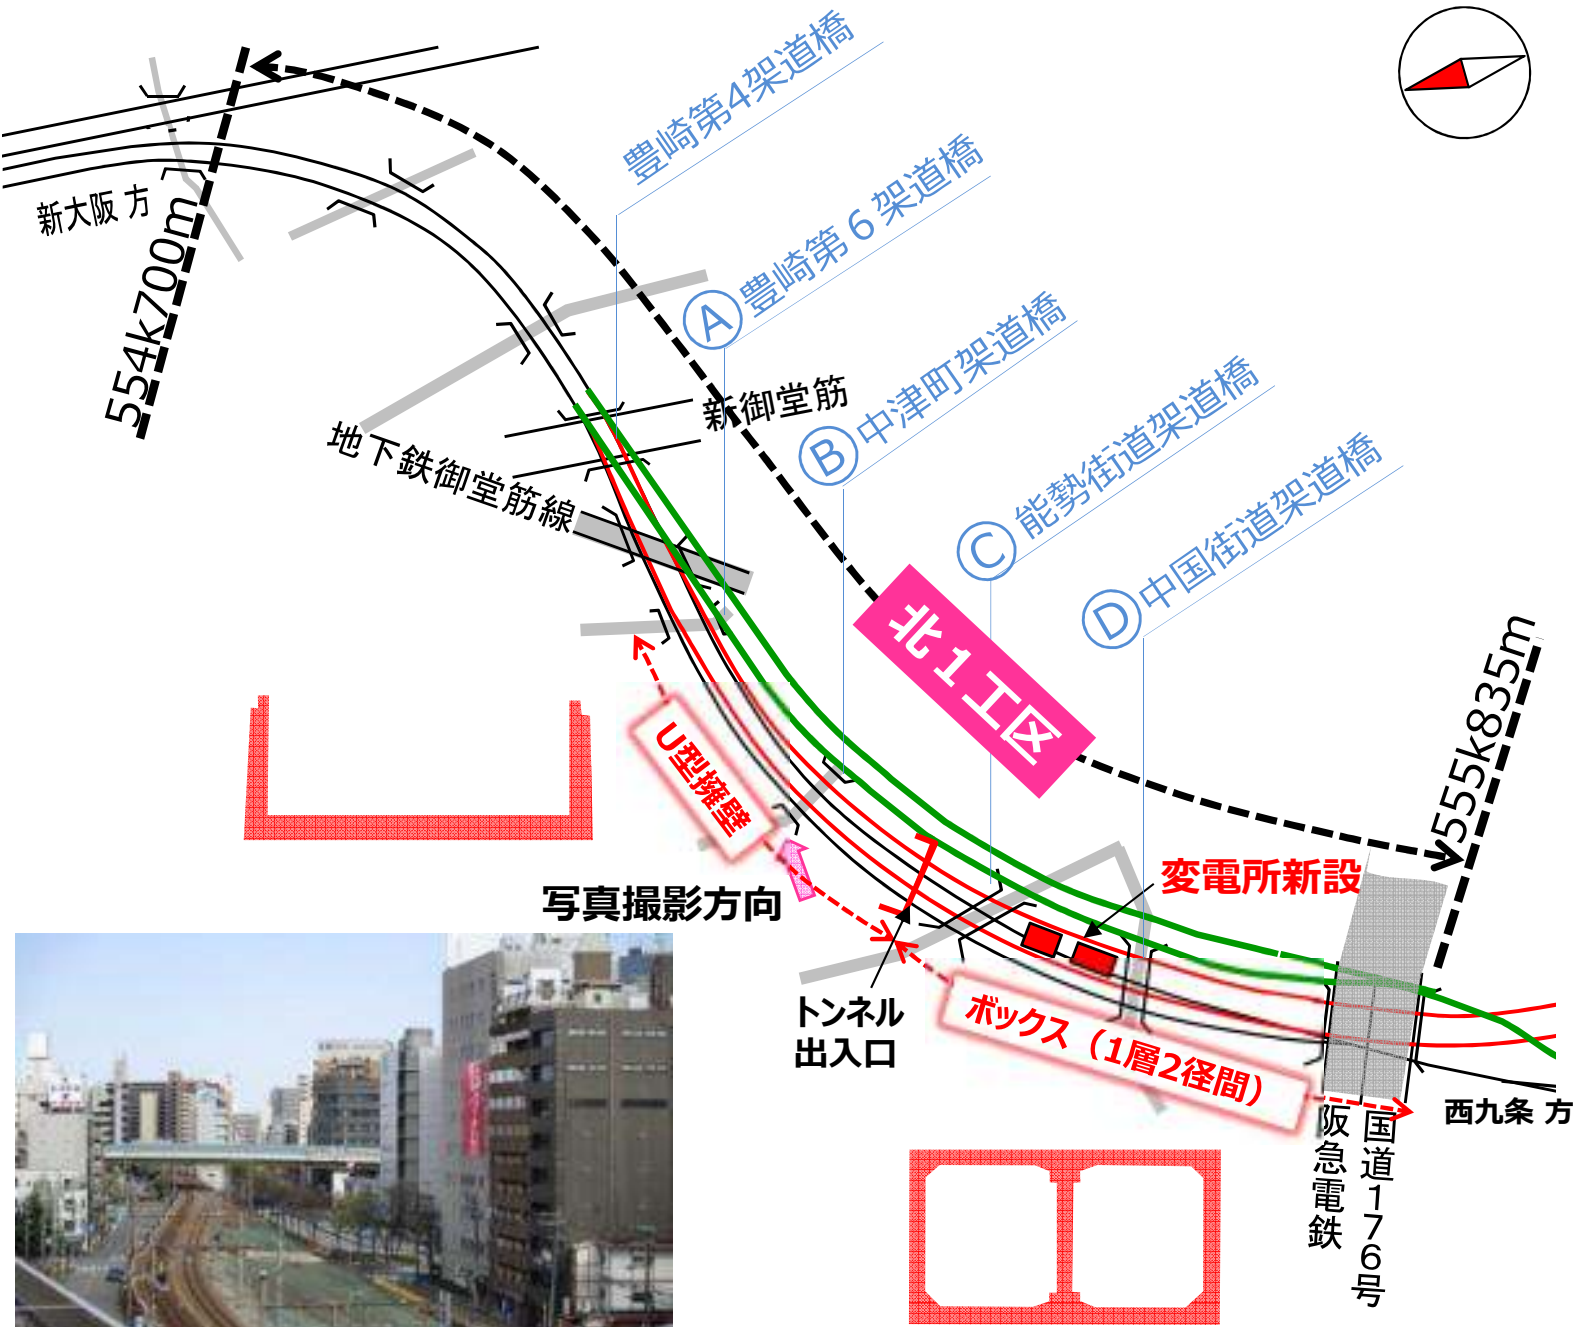 豊崎第4架道橋
新大阪 方
554k700m
Ⓐ豊崎第６架道橋
新御堂筋
地下鉄御堂筋線
Ⓑ中津町架道橋
Ⓒ能勢街道架道橋
Ⓓ中国街道架道橋
北１工区
555k835m
U型擁壁
写真撮影方向
変電所新設
トンネル
出入口
ボックス（1層2径間）
西九条 方
阪急電鉄
国道１７６号